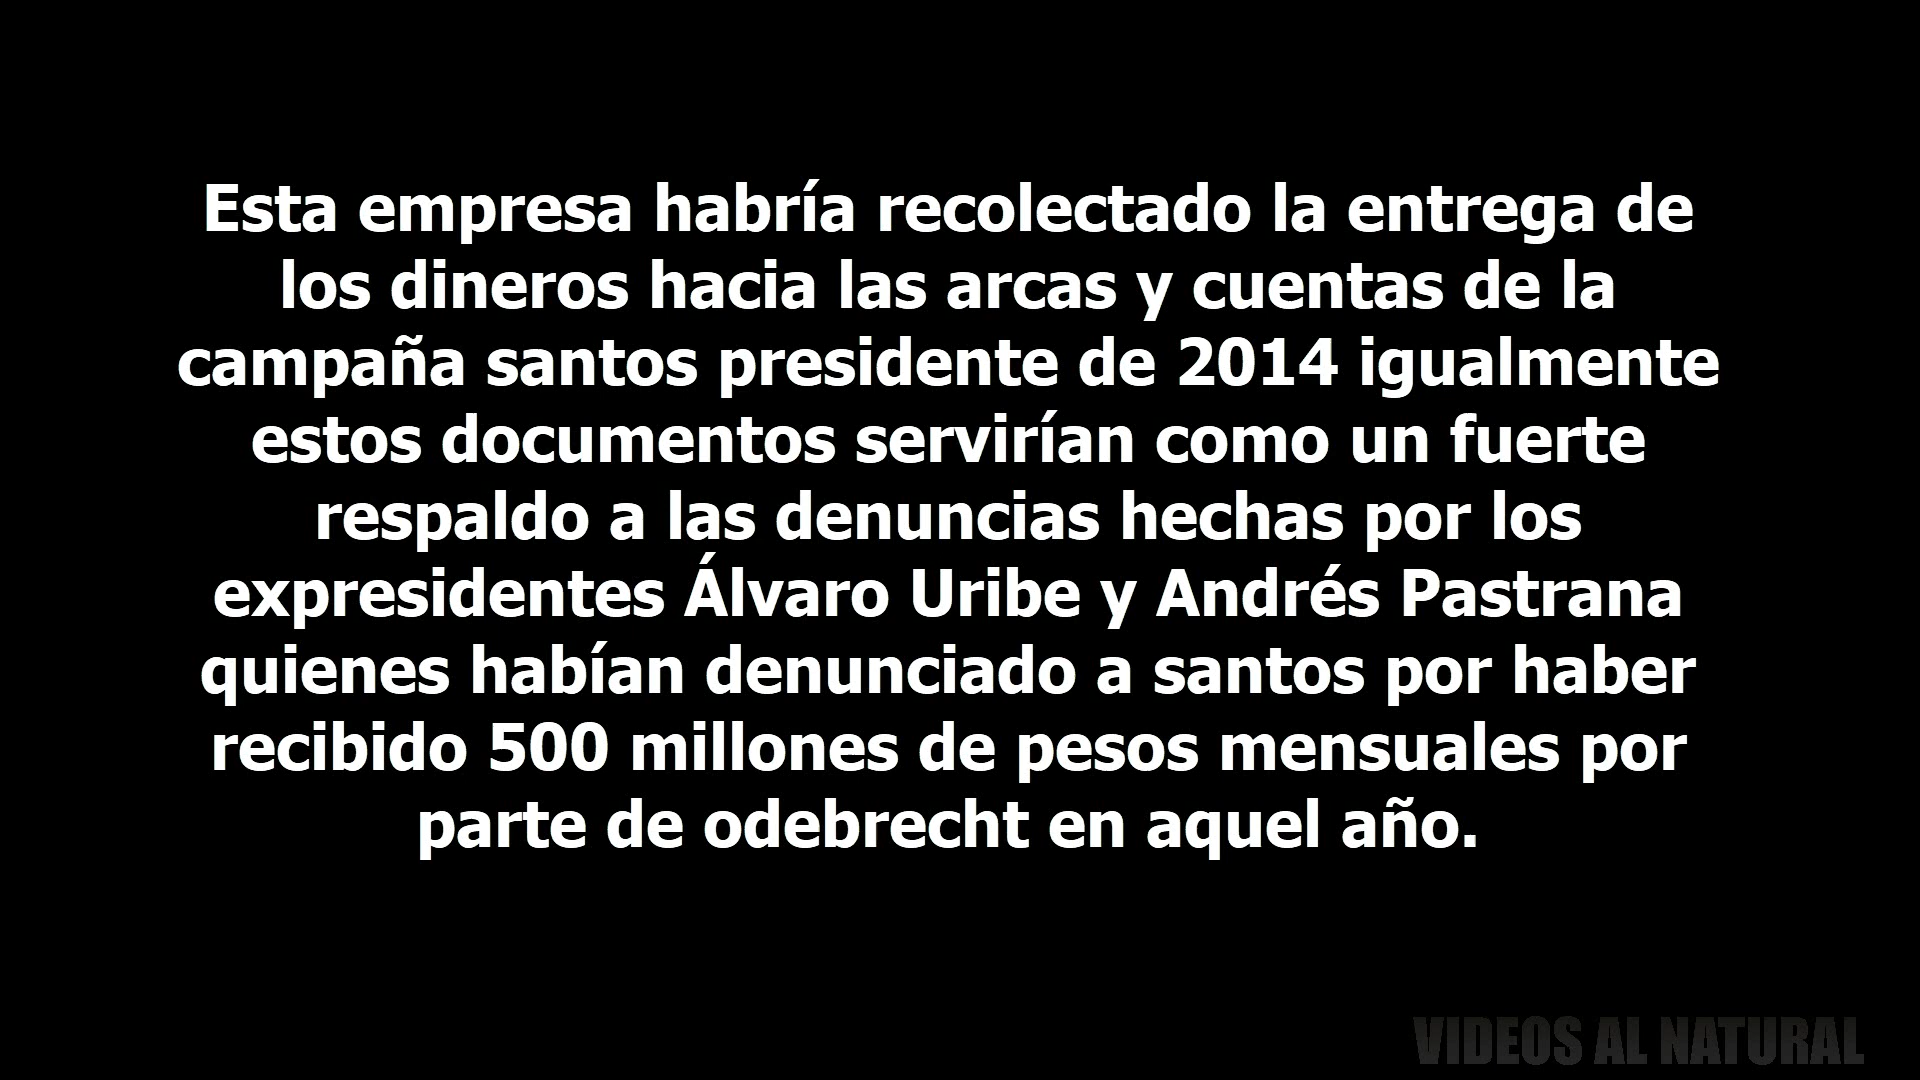 Esta empresa habría recolectado la entrega de
los dineros hacia las arcas y cuentas de la
campaña santos presidente de 2014 igualmente
estos documentos servirían como un fuerte
respaldo a las denuncias hechas por los
expresidentes Álvaro Uribe y Andrés Pastrana
quienes habían denunciado a santos por haber
recibido 500 millones de pesos mensuales por
parte de odebrecht en aquel año.
VIDEOS AL NATURAL